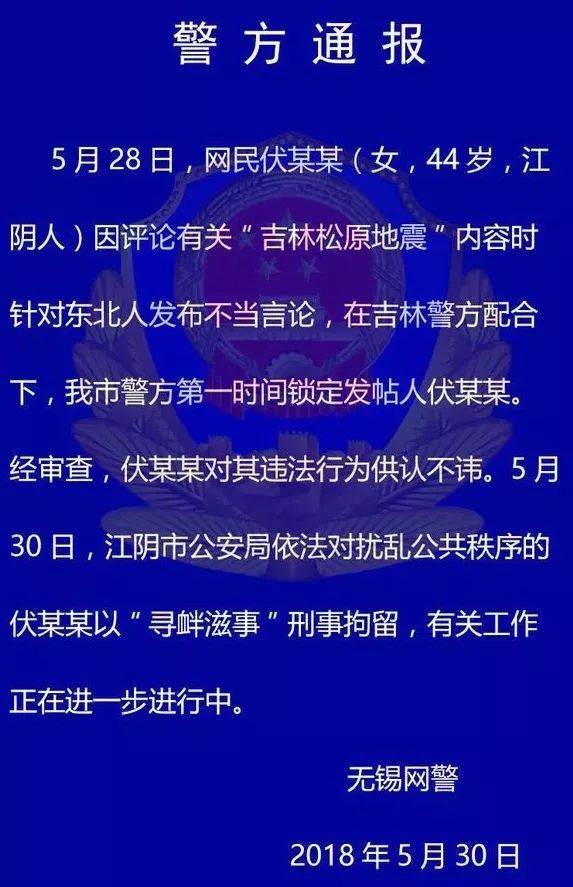 警方通报
5月28日，网民伏某某（女，44岁，江
阴人）因评论有关“吉林松原地震”内容时
针对东北人发布不当言论，在吉林警方配合
下，我市警方第一时间锁定发帖人伏某某。
经审查，伏某某对其违法行为供认不讳。5月
30日，江阴市公安局依法对扰乱公共秩序的
伏某某以“寻衅滋事”刑事拘留，有关工作
正在进一步进行中。
无锡网警
2018年5月30日